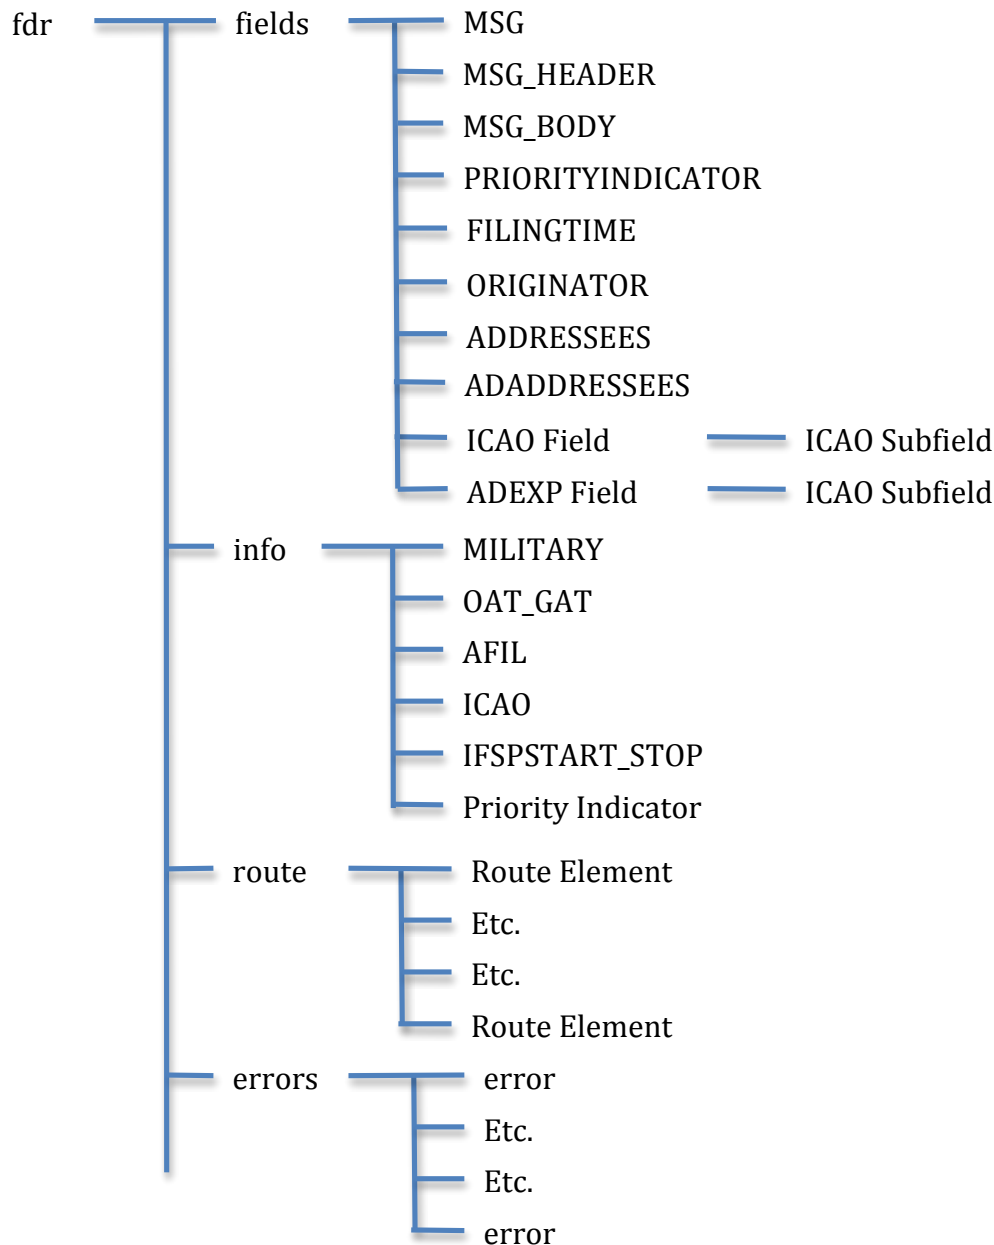 fdr fields MSG
MSG_HEADER
MSG_BODY
PRIORITYINDICATOR
FILINGTIME
ORIGINATOR
ADDRESSEES
ADADDRESSEES
ICAO Field ICAO Subfield
ADEXP Field ICAO Subfield
info MILITARY
OAT_GAT
AFIL
ICAO
IFSPSTART_STOP
Priority Indicator
route Route Element
Etc.
Etc.
Route Element
errors error
Etc.
Etc.
error